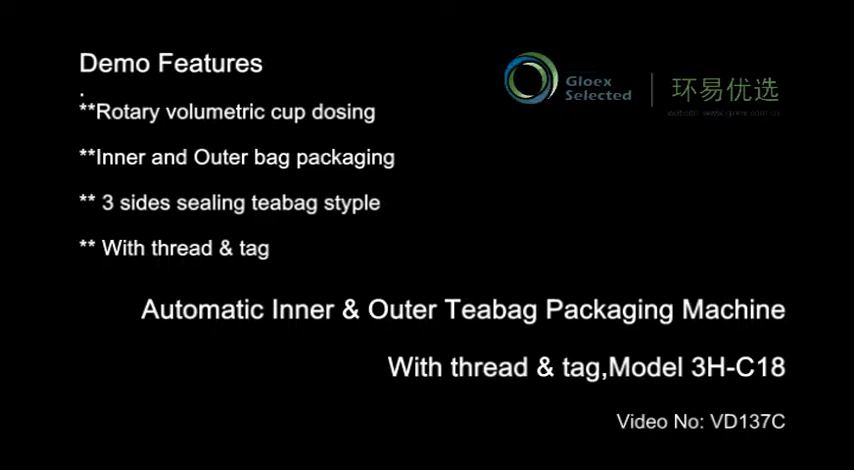 Demo Features
.
**Rotary volumetric cup dosing
**Inner and Outer bag packaging
** 3 sides sealing teabag styple
** With thread & tag
Gloex
Selected
环易优选
Automatic Inner & Outer Teabag Packaging Machine
With thread & tag,Model 3H-C18
Video No: VD137C